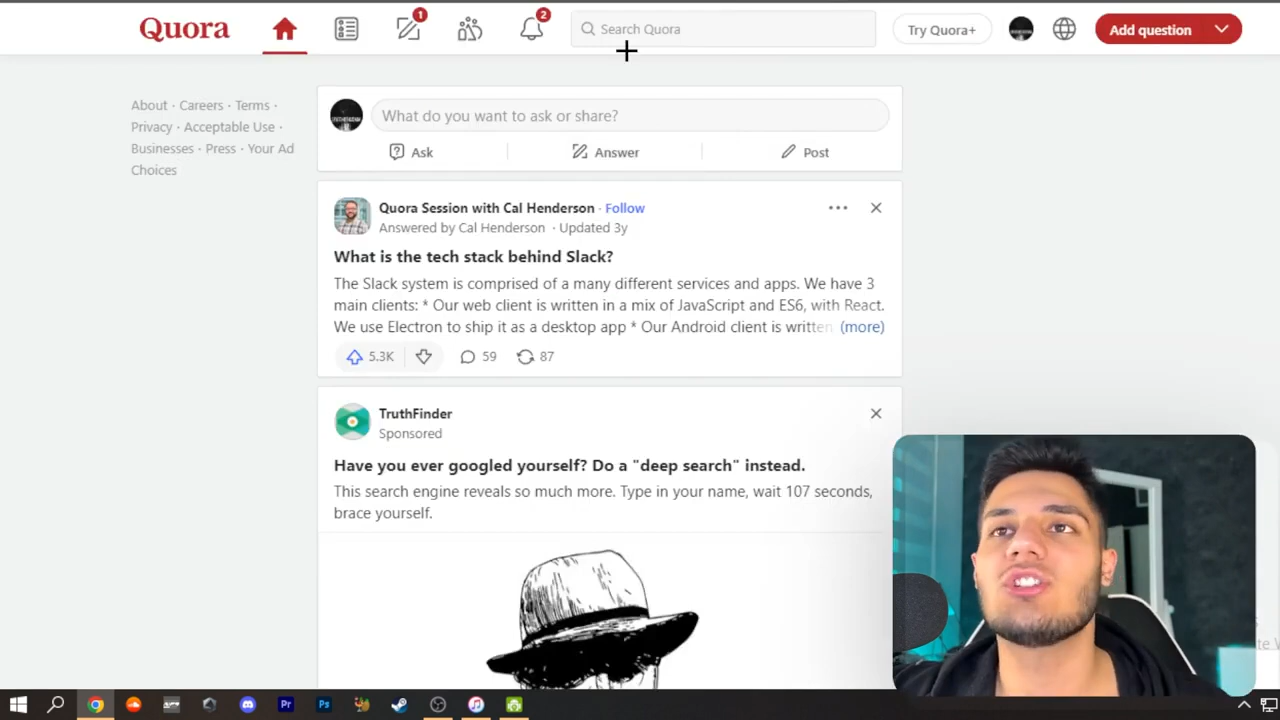 Quora
1
2
Search Quora
Try Quora+
Add question
About · Careers · Terms ·
Privacy · Acceptable Use ·
Businesses · Press · Your Ad
Choices
What do you want to ask or share?
Ask
Answer
Post
Quora Session with Cal Henderson · Follow
Answered by Cal Henderson · Updated 3y
What is the tech stack behind Slack?
The Slack system is comprised of a many different services and apps. We have 3
main clients: * Our web client is written in a mix of JavaScript and ES6, with React.
We use Electron to ship it as a desktop app * Our Android client is written (more)
5.3K
59
87
TruthFinder
Sponsored
Have you ever googled yourself? Do a "deep search" instead.
This search engine reveals so much more. Type in your name, wait 107 seconds,
brace yourself.
Pr
Ps